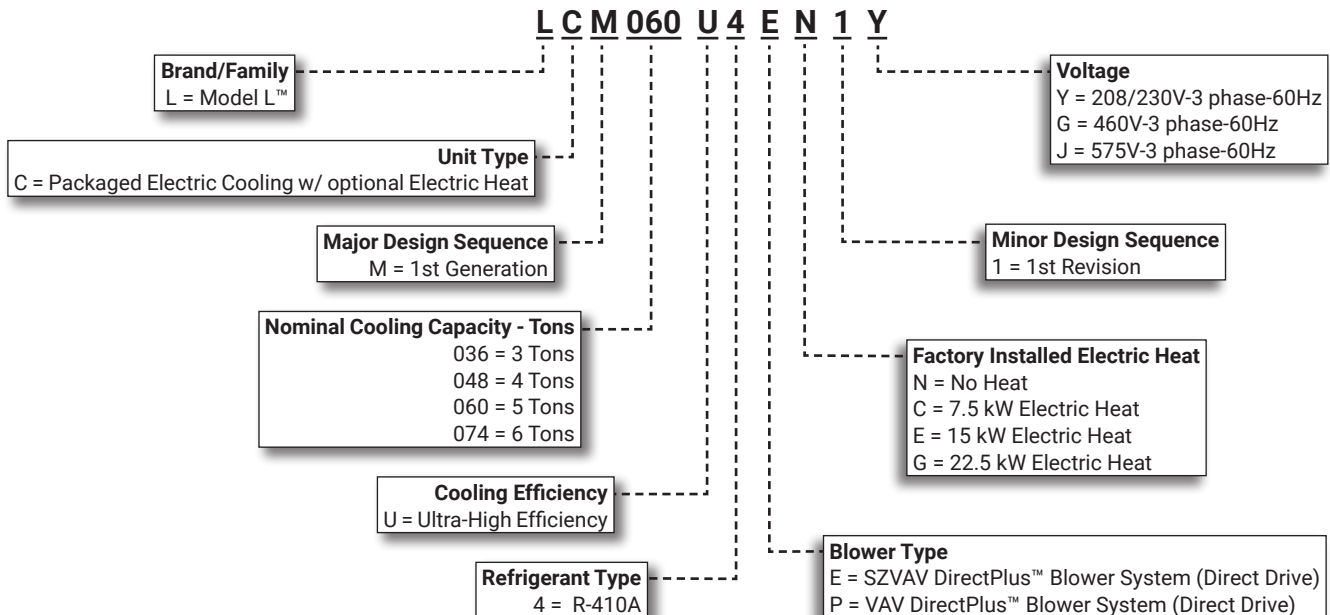 L C M 060 U 4 E N 1 Y
Brand/Family
L = Model L™
Unit Type
C = Packaged Electric Cooling w/ optional Electric Heat
Major Design Sequence
M = 1st Generation
Nominal Cooling Capacity - Tons
036 = 3 Tons
048 = 4 Tons
060 = 5 Tons
074 = 6 Tons
Cooling Efficiency
U = Ultra-High Efficiency
Refrigerant Type
4 = R-410A
Voltage
Y = 208/230V-3 phase-60Hz
G = 460V-3 phase-60Hz
J = 575V-3 phase-60Hz
Minor Design Sequence
1 = 1st Revision
Factory Installed Electric Heat
N = No Heat
C = 7.5 kW Electric Heat
E = 15 kW Electric Heat
G = 22.5 kW Electric Heat
Blower Type
E = SZVAV DirectPlus™ Blower System (Direct Drive)
P = VAV DirectPlus™ Blower System (Direct Drive)